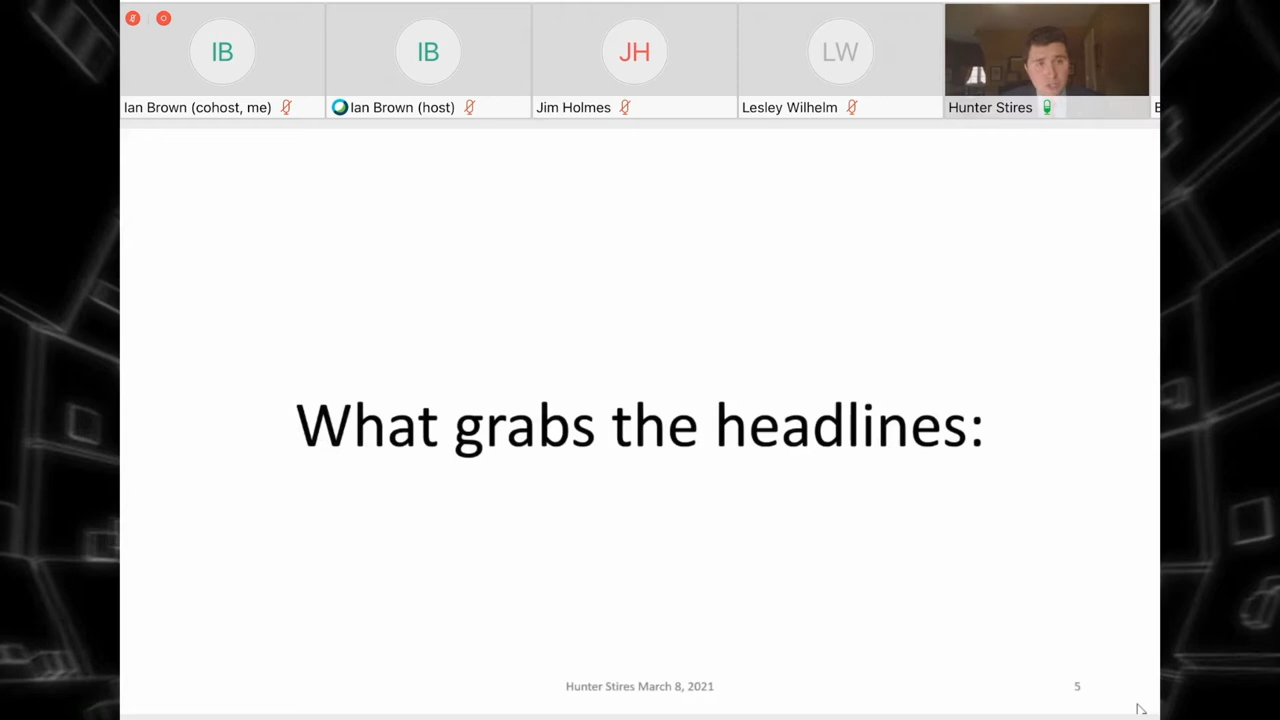 IB
IB
JH
LW
Ian Brown (cohost, me)
Ian Brown (host)
Jim Holmes
Lesley Wilhelm
Hunter Stires
What grabs the headlines:
Hunter Stires March 8, 2021
5